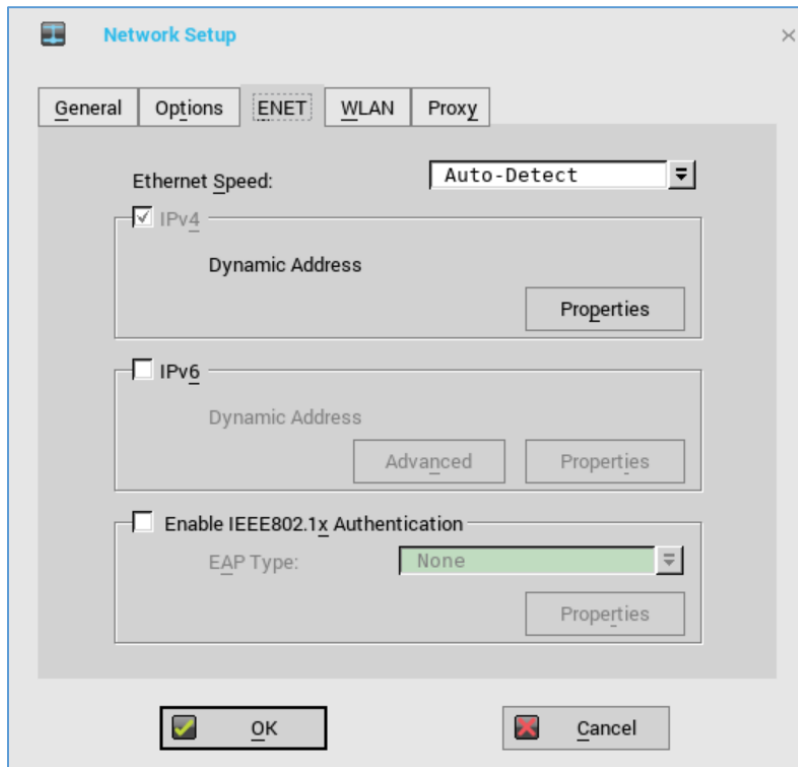 Network Setup
General Options ENET WLAN Proxy
Ethernet Speed: Auto-Detect
IPv4
Dynamic Address
Properties
IPv6
Dynamic Address
Advanced Properties
Enable IEEE802.1x Authentication
EAP Type: None
Properties
OK Cancel